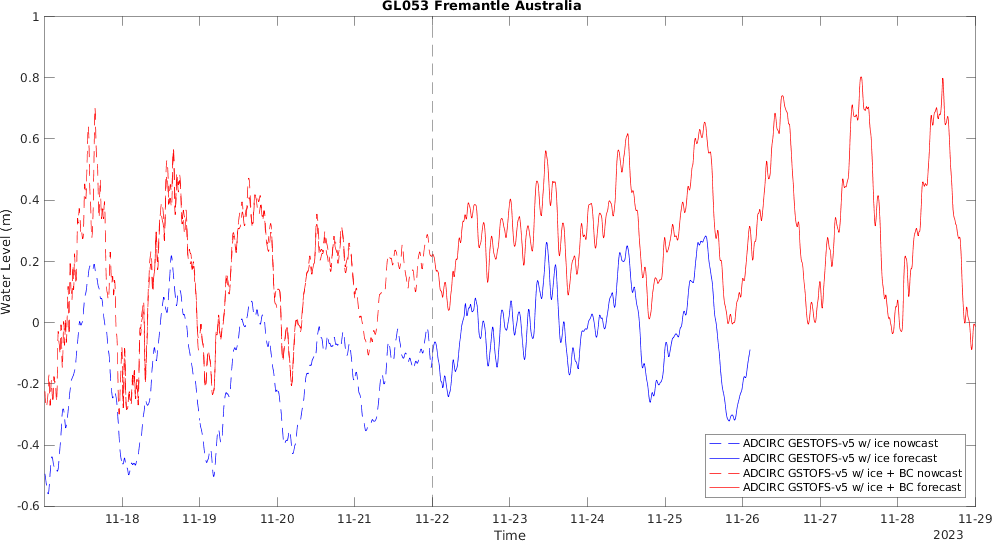 GL053 Fremantle Australia
1
0.8
0.6
0.4
0.2
0
-0.2
-0.4
-0.6
Water Level (m)
ADCIRC GESTOFS-v5 w/ ice nowcast
ADCIRC GESTOFS-v5 w/ ice forecast
ADCIRC GSTOFS-v5 w/ ice + BC nowcast
ADCIRC GSTOFS-v5 w/ ice + BC forecast
11-18 11-19 11-20 11-21 11-22 11-23 11-24 11-25 11-26 11-27 11-28 11-29
Time
2023